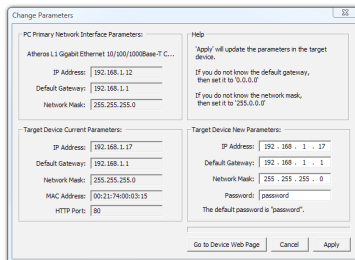 Change Parameters
PC Primary Network Interface Parameters:
Atheros L1 Gigabit Ethernet 10/100/1000Base-T C...
IP Address: 192.168.1.12
Default Gateway: 192.168.1.1
Network Mask: 255.255.255.0
Help
'Apply' will update the parameters in the target
device.
If you do not know the default gateway,
then set it to '0.0.0.0'
If you do not know the network mask,
then set it to '255.0.0.0'
Target Device Current Parameters:
IP Address: 192.168.1.17
Default Gateway: 192.168.1.1
Network Mask: 255.255.255.0
MAC Address: 00:21:74:00:03:15
HTTP Port: 80
Target Device New Parameters:
IP Address: 192 . 168 . 1 . 17
Default Gateway: 192 . 168 . 1 . 1
Network Mask: 255 . 255 . 255 . 0
Password: password
The default password is "password".
Go to Device Web Page
Cancel
Apply